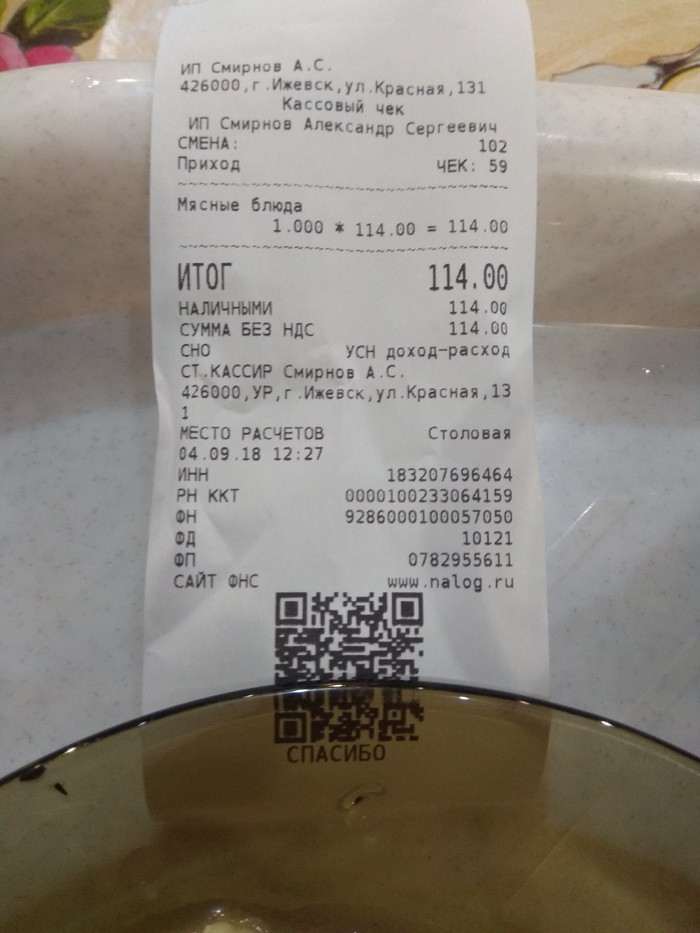 ИП Смирнов А.С.
426000,г.Ижевск,ул.Красная,131
Кассовый чек
ИП Смирнов Александр Сергеевич
СМЕНА: 102
Приход ЧЕК: 59
~~~~~~~~~~~~~~~~~~~~~~~~~~~~~~~~
Мясные блюда
1.000 * 114.00 = 114.00
~~~~~~~~~~~~~~~~~~~~~~~~~~~~~~~~
ИТОГ 114.00
НАЛИЧНЫМИ 114.00
СУММА БЕЗ НДС 114.00
СНО УСН доход-расход
СТ.КАССИР Смирнов А.С.
426000,УР,г.Ижевск,ул.Красная,13
1
МЕСТО РАСЧЕТОВ Столовая
04.09.18 12:27
ИНН 183207696464
РН ККТ 0000100233064159
ФН 9286000100057050
ФД 10121
ФП 0782955611
САЙТ ФНС www.nalog.ru
СПАСИБО